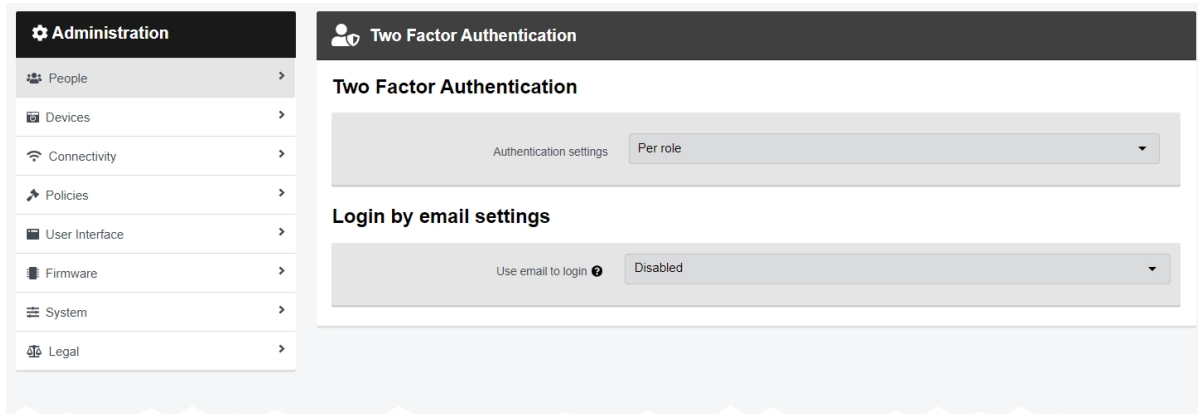 Administration
People
Devices
Connectivity
Policies
User Interface
Firmware
System
Legal
Two Factor Authentication
Two Factor Authentication
Authentication settings
Per role
Login by email settings
Use email to login
Disabled